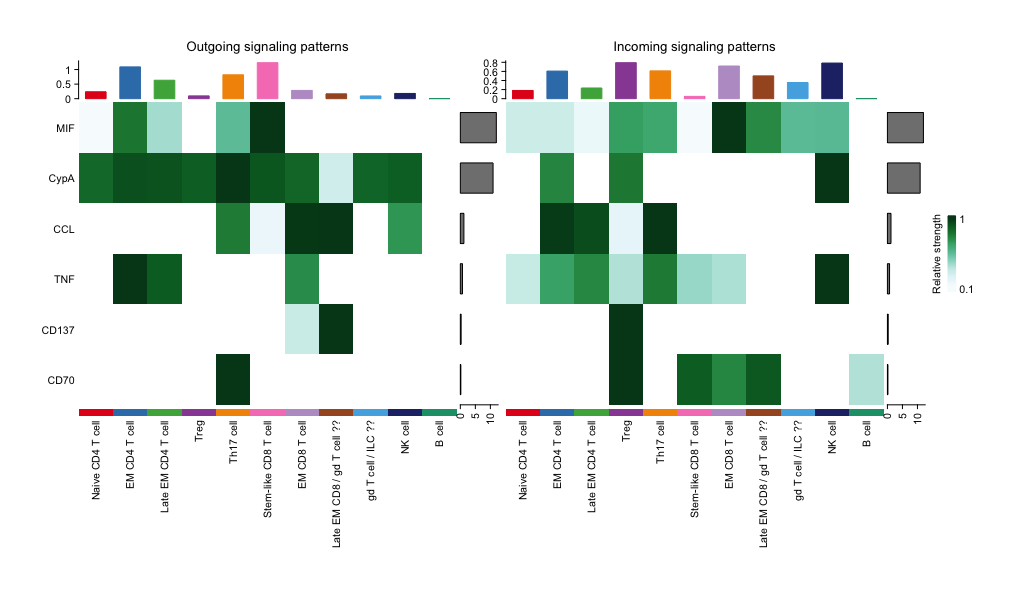 Outgoing signaling patterns
Incoming signaling patterns
1
0.5
0
0.8
0.6
0.4
0.2
0
MIF
CypA
CCL
TNF
CD137
CD70
Relative strength
1
0.1
0
5
10
0
5
10
Naive CD4 T cell
EM CD4 T cell
Late EM CD4 T cell
Treg
Th17 cell
Stem-like CD8 T cell
EM CD8 T cell
Late EM CD8 / gd T cell ??
gd T cell / ILC ??
NK cell
B cell
Naive CD4 T cell
EM CD4 T cell
Late EM CD4 T cell
Treg
Th17 cell
Stem-like CD8 T cell
EM CD8 T cell
Late EM CD8 / gd T cell ??
gd T cell / ILC ??
NK cell
B cell